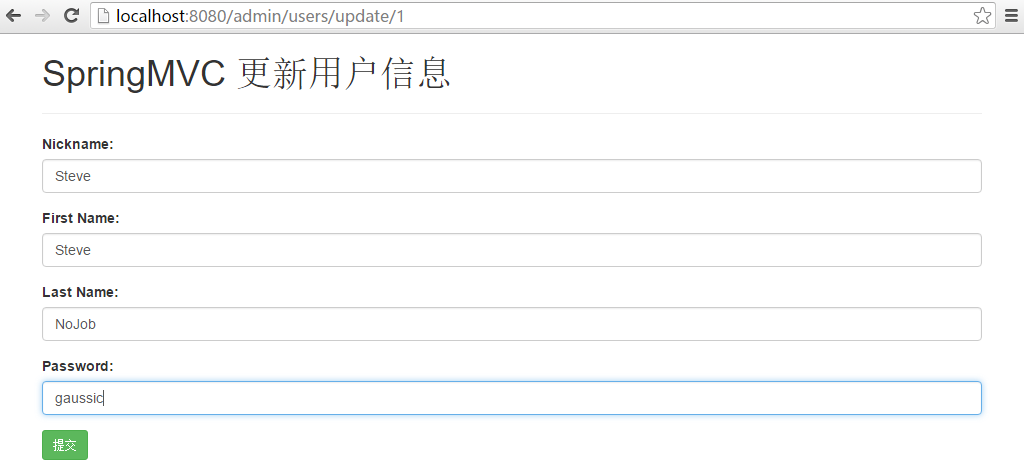 localhost:8080/admin/users/update/1
SpringMVC 更新用户信息
Nickname:
Steve
First Name:
Steve
Last Name:
NoJob
Password:
gaussic
提交